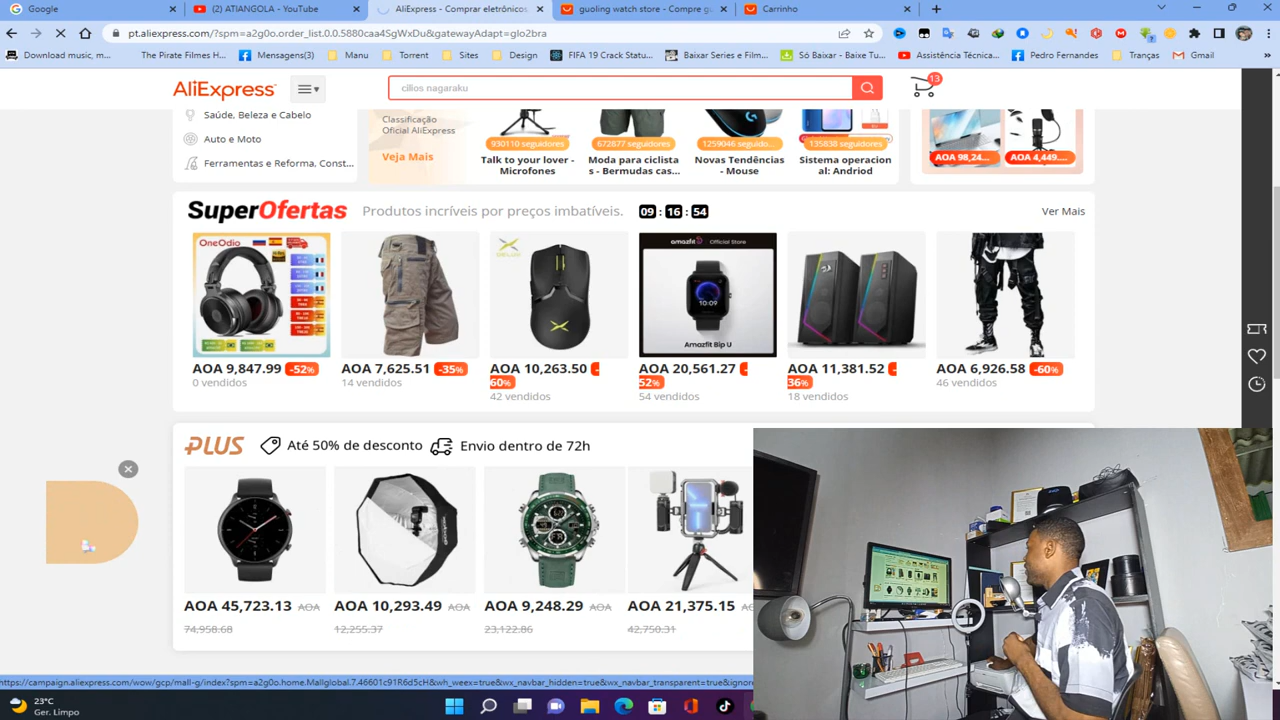 Google
(2) ATIANGOLA - YouTube
AliExpress - Comprar eletrônicos,
guoling watch store - Compre gu
Carrinho
pt.aliexpress.com/?spm=a2g0o.order_list.0.0.5880caa4SgWxDu&gatewayAdapt=glo2bra
Download music, mo...
The Pirate Filmes H...
Mensagens(3)
Manu
Torrent
Sites
Design
FIFA 19 Crack Statu...
Baixar Series e Film...
Só Baixar - Baixe Tu...
Assistência Técnica...
Pedro Fernandes
Tranças
Gmail
AliExpress
cilios nagaraku
13
Saúde, Beleza e Cabelo
Auto e Moto
Ferramentas e Reforma, Const...
Classificação
Oficial AliExpress
Veja Mais
930110 seguidores
672877 seguidores
1259046 seguido...
135838 seguidores
Talk to your lover -
Microfones
Moda para ciclista
s - Bermudas cas...
Novas Tendências
- Mouse
Sistema operacion
al: Andriod
AOA 98,24...
AOA 4,449....
SuperOfertas
Produtos incríveis por preços imbatíveis.
09 : 16 : 54
Ver Mais
OneOdio
amazfit Official Store
10:09
Amazfit Bip U
AOA 9,847.99 -52%
0 vendidos
AOA 7,625.51 -35%
14 vendidos
AOA 10,263.50 -
60%
42 vendidos
AOA 20,561.27 -
52%
54 vendidos
AOA 11,381.52 -
36%
18 vendidos
AOA 6,926.58 -60%
46 vendidos
PLUS
Até 50% de desconto
Envio dentro de 72h
AOA 45,723.13 AOA
74,958.68
AOA 10,293.49 AOA
12,255.37
AOA 9,248.29 AOA
23,122.86
AOA 21,375.15
42,750.31
https://campaign.aliexpress.com/wow/gcp/mall-g/index?spm=a2g0o.home.Mallglobal.7.46601c91R6d5cH&wh_weex=true&wx_navbar_hidden=true&wx_navbar_transparent=true&ignore
23°C
Ger. Limpo